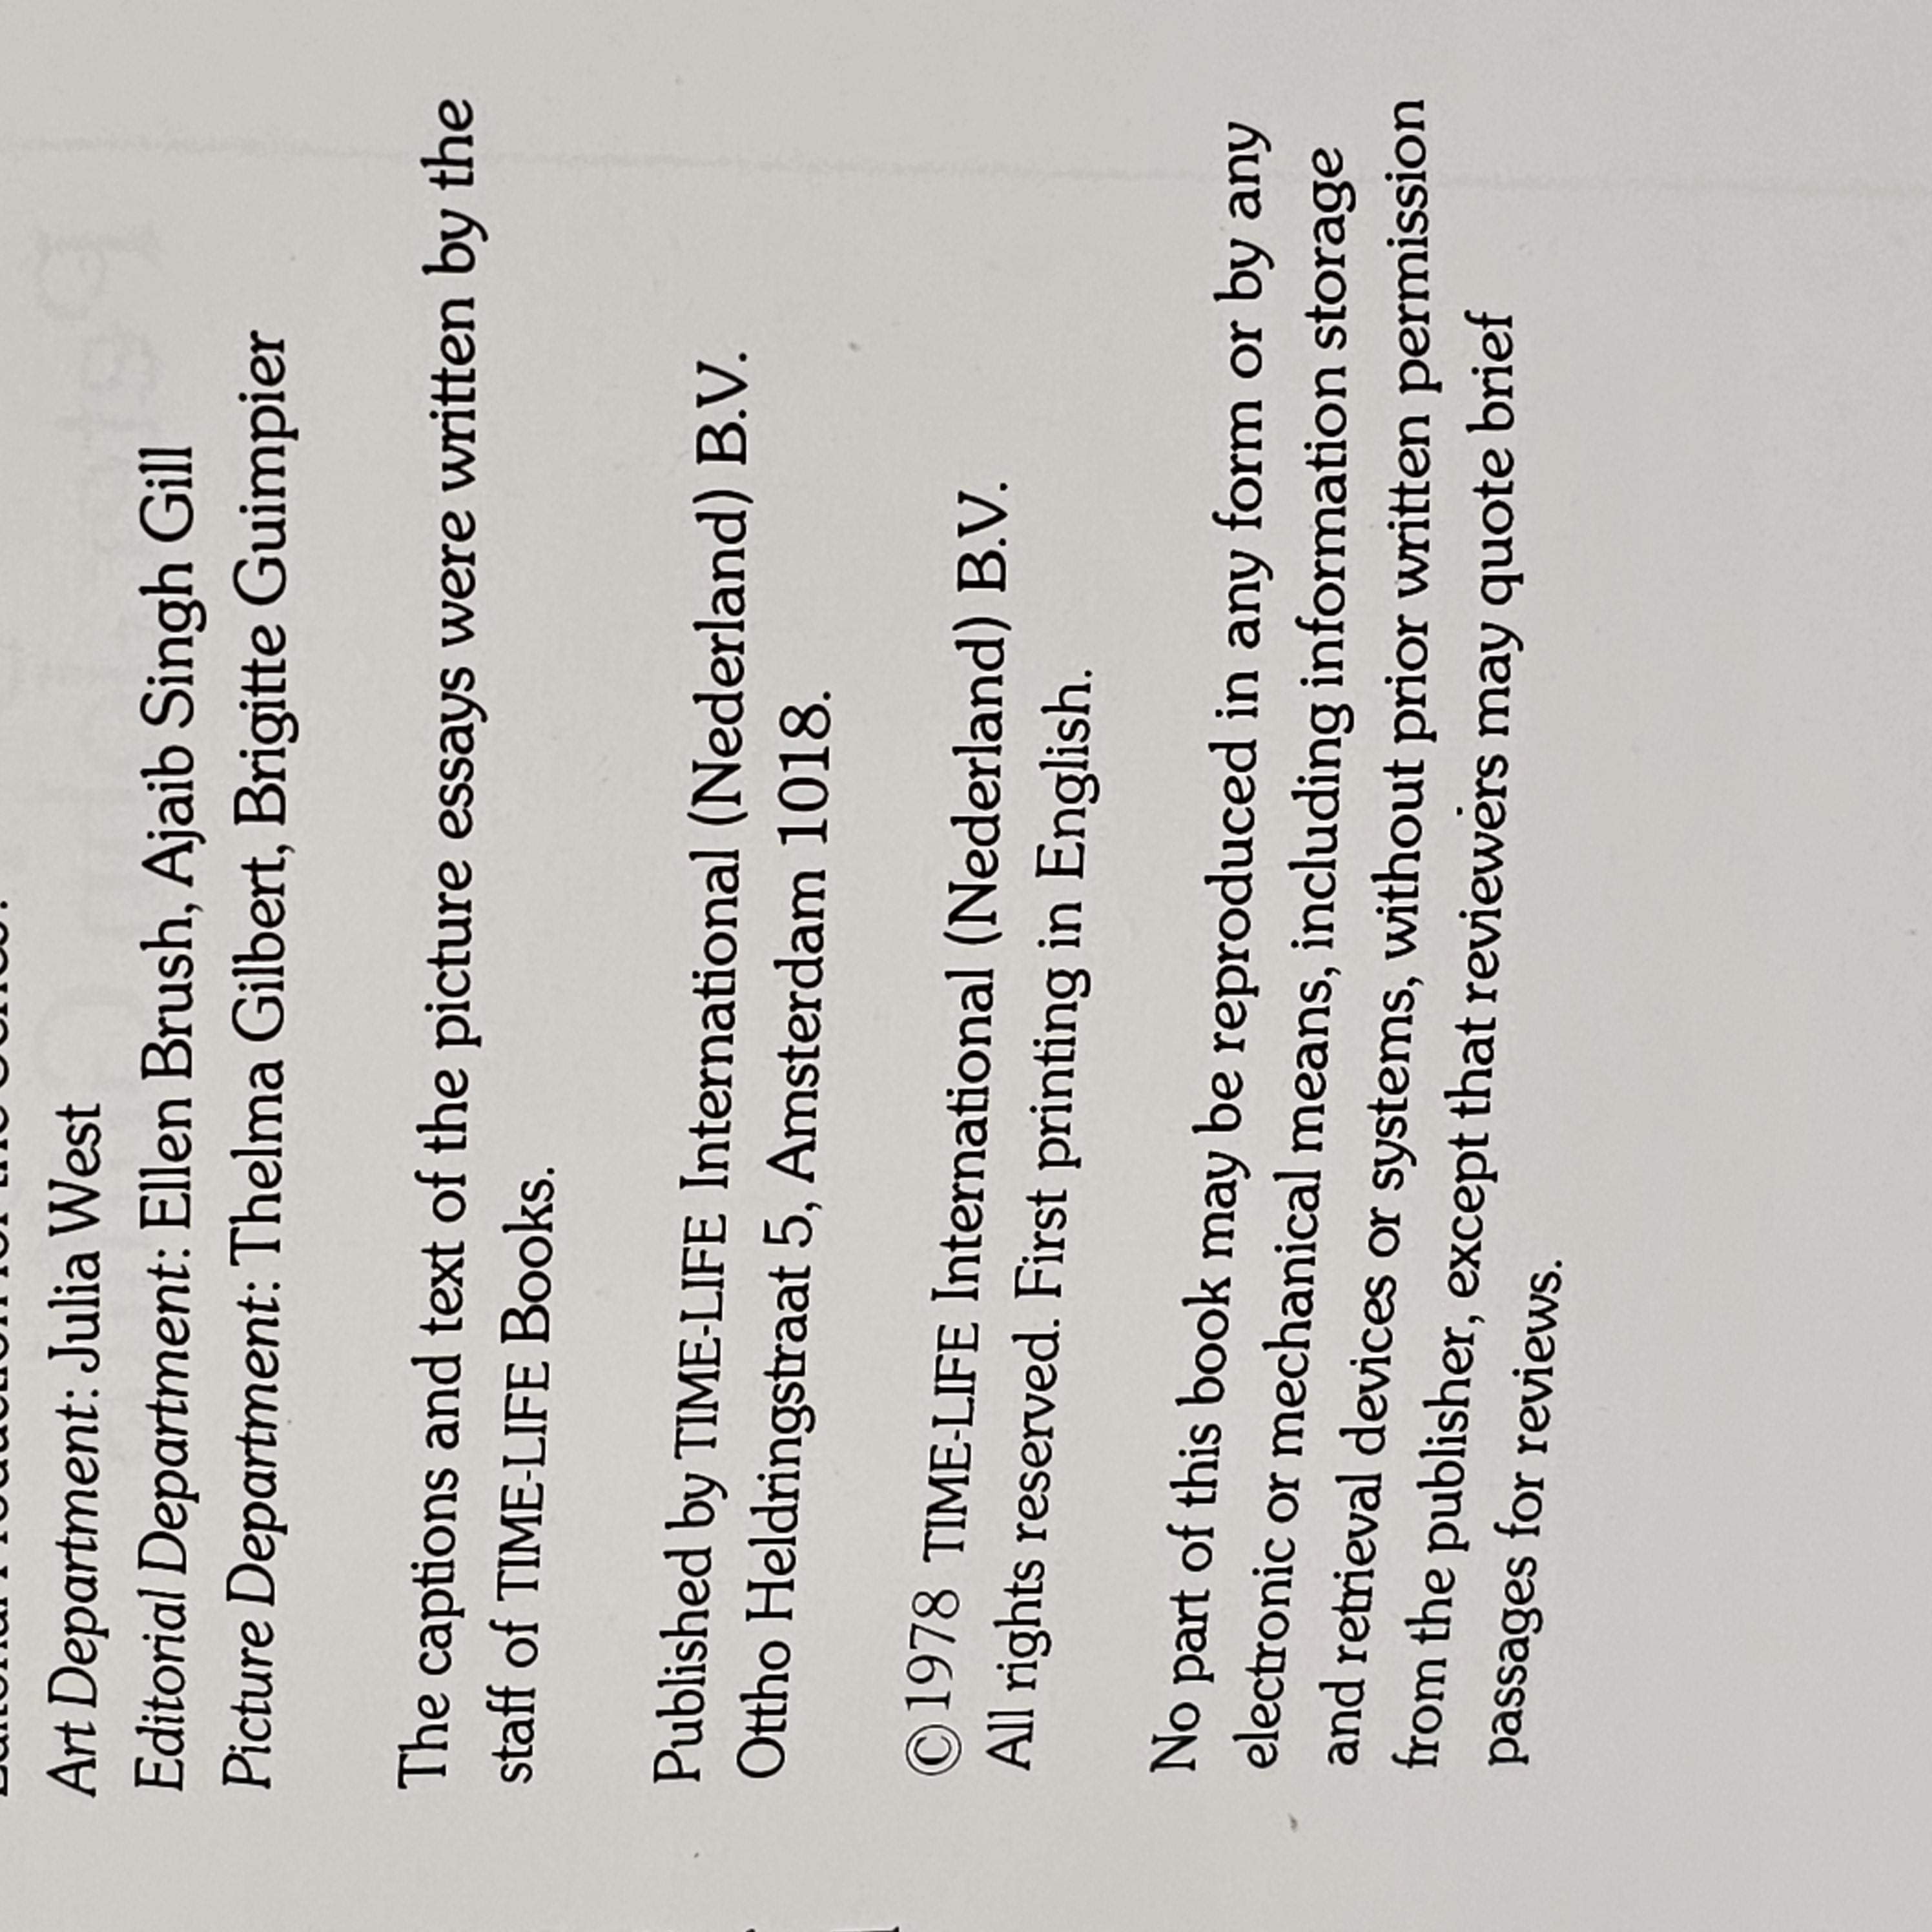 Editorial Production for the Series:
Art Department: Julia West
Editorial Department: Ellen Brush, Ajaib Singh Gill
Picture Department: Thelma Gilbert, Brigitte Guimpier
The captions and text of the picture essays were written by the
staff of TIME-LIFE Books.
Published by TIME-LIFE International (Nederland) B.V.
Ottho Heldringstraat 5, Amsterdam 1018.
©1978 TIME-LIFE International (Nederland) B.V.
All rights reserved. First printing in English.
No part of this book may be reproduced in any form or by any
electronic or mechanical means, including information storage
and retrieval devices or systems, without prior written permission
from the publisher, except that reviewers may quote brief
passages for reviews.